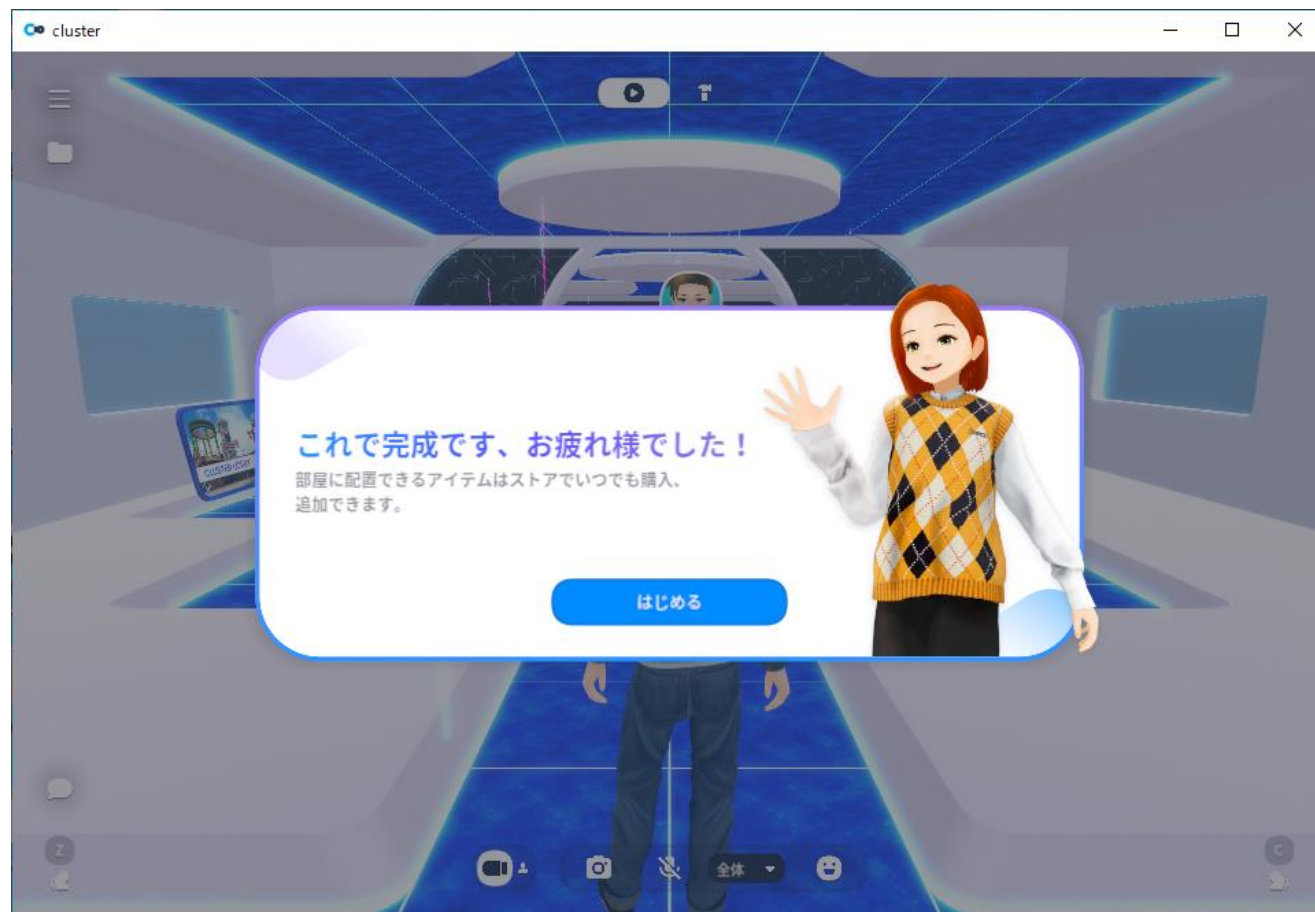 cluster
これで完成です、お疲れ様でした！
部屋に配置できるアイテムはストアでいつでも購入、
追加できます。
はじめる
Z
全体
C